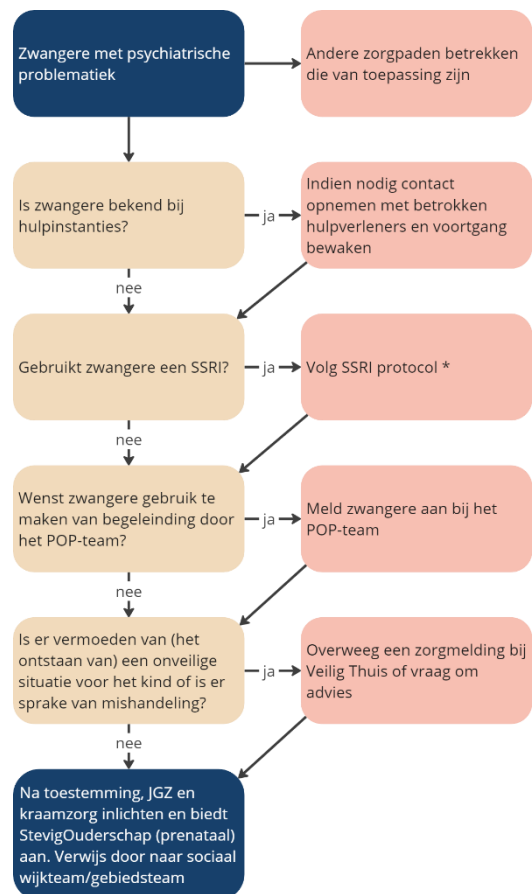 Zwangere met psychiatrische
problematiek
Andere zorgpaden betrekken
die van toepassing zijn
Is zwangere bekend bij
hulpinstanties?
ja
Indien nodig contact
opnemen met betrokken
hulpverleners en voortgang
bewaken
nee
Gebruikt zwangere een SSRI?
ja
Volg SSRI protocol *
nee
Wenst zwangere gebruik te
maken van begeleinding door
het POP-team?
ja
Meld zwangere aan bij het
POP-team
nee
Is er vermoeden van (het
ontstaan van) een onveilige
situatie voor het kind of is er
sprake van mishandeling?
ja
Overweeg een zorgmelding bij
Veilig Thuis of vraag om
advies
nee
Na toestemming, JGZ en
kraamzorg inlichten en biedt
StevigOuderschap (prenataal)
aan. Verwijs door naar sociaal
wijkteam/gebiedsteam